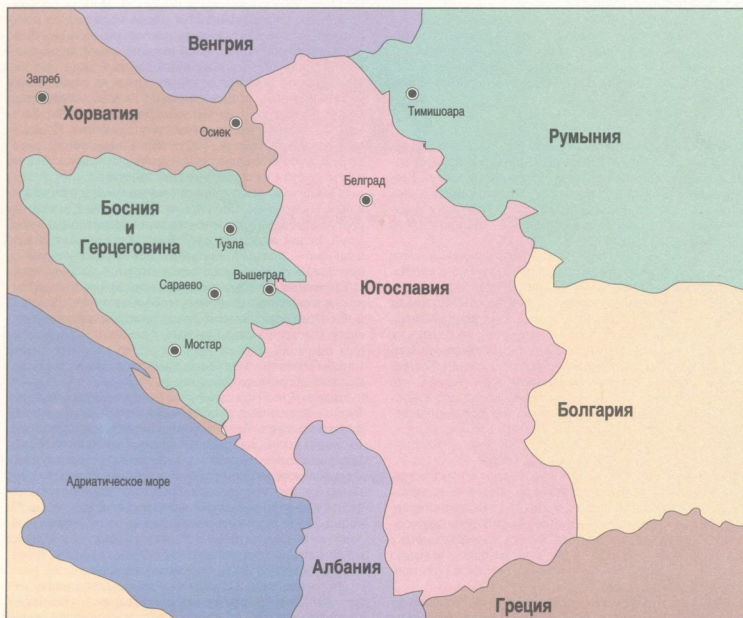 Венгрия
Загреб
Хорватия
Осиек
Тимишоара
Румыния
Белград
Босния
и
Герцеговина
Тузла
Вышеград
Сараево
Югославия
Мостар
Болгария
Адриатическое море
Албания
Греция